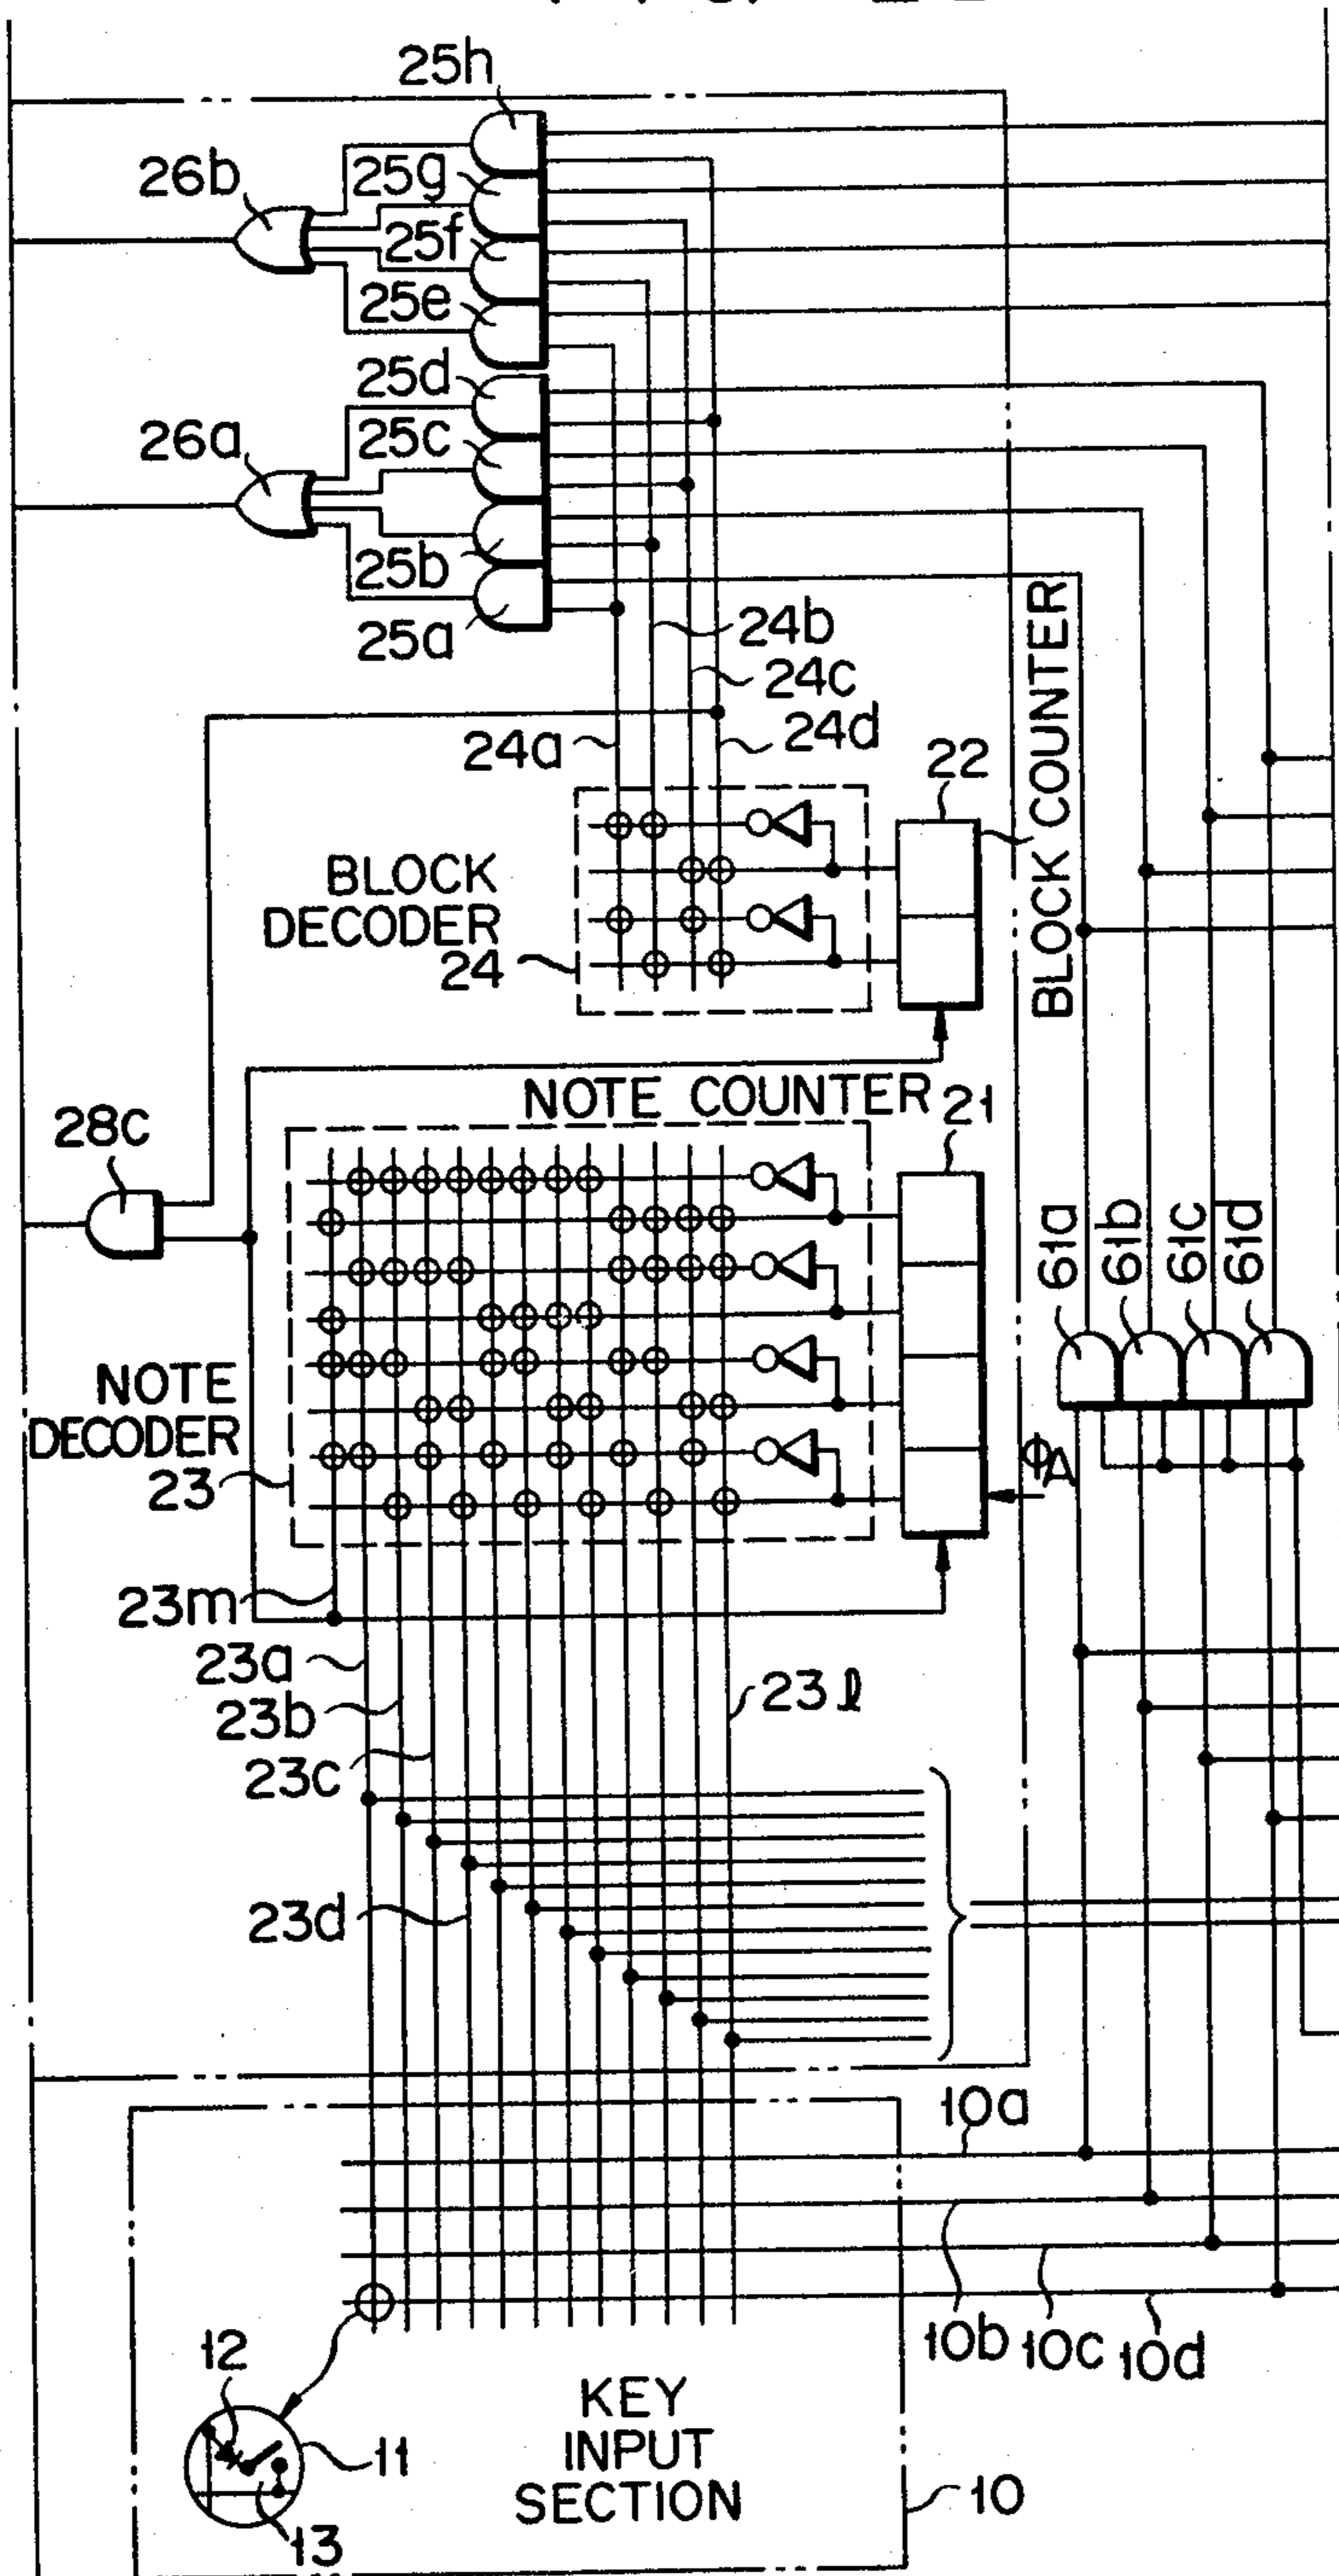 25h
26b
25g
25f
25e
25d
26a
25c
25b
25a
24b
24c
24a
24d
22
BLOCK COUNTER
BLOCK
DECODER
24
NOTE COUNTER
21
28c
61a
61b
61c
61d
NOTE
DECODER
23
ϕA
23m
23a
23b
23l
23c
23d
10a
10b
10c
10d
12
11
13
KEY
INPUT
SECTION
10